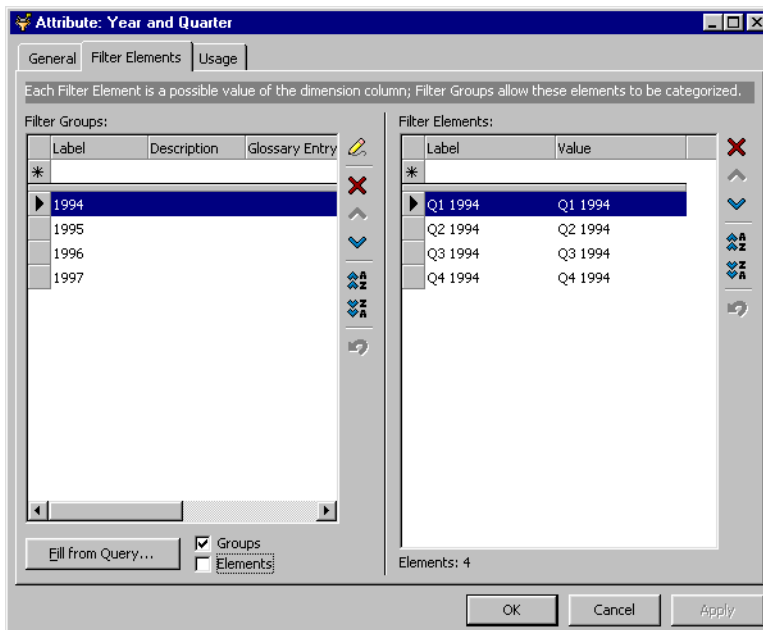 Attribute: Year and Quarter
General Filter Elements Usage
Each Filter Element is a possible value of the dimension column; Filter Groups allow these elements to be categorized.
Filter Groups:
Label Description Glossary Entry
1994
1995
1996
1997
Fill from Query...
Groups
Elements
Filter Elements:
Label Value
Q1 1994 Q1 1994
Q2 1994 Q2 1994
Q3 1994 Q3 1994
Q4 1994 Q4 1994
Elements: 4
OK Cancel Apply